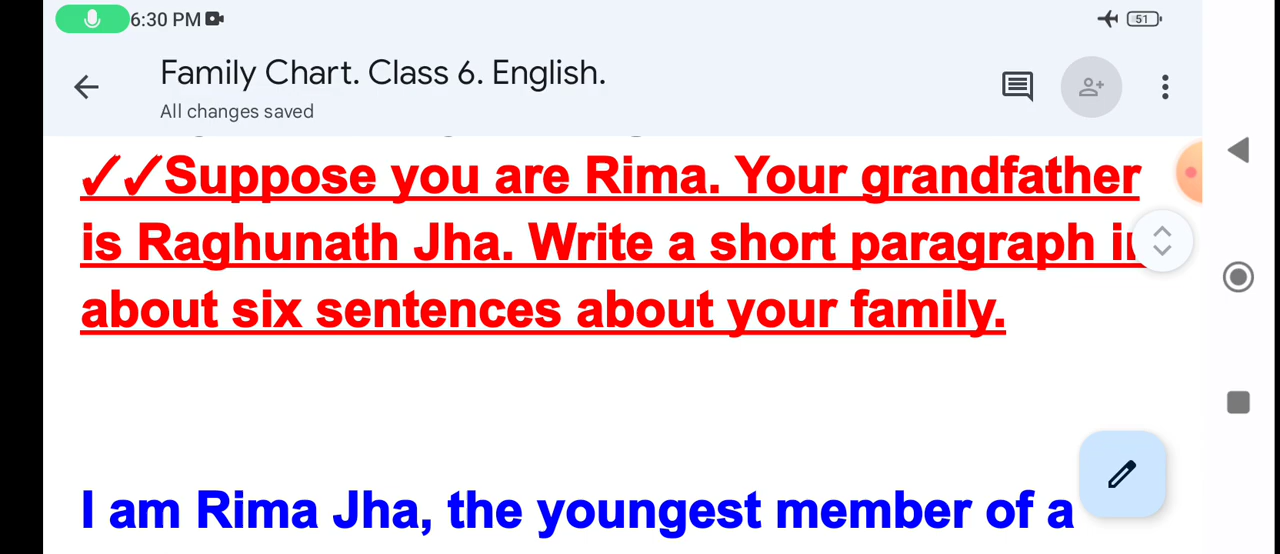 6:30 PM
51
Family Chart. Class 6. English.
All changes saved
✓✓Suppose you are Rima. Your grandfather
is Raghunath Jha. Write a short paragraph
about six sentences about your family.
I am Rima Jha, the youngest member of a